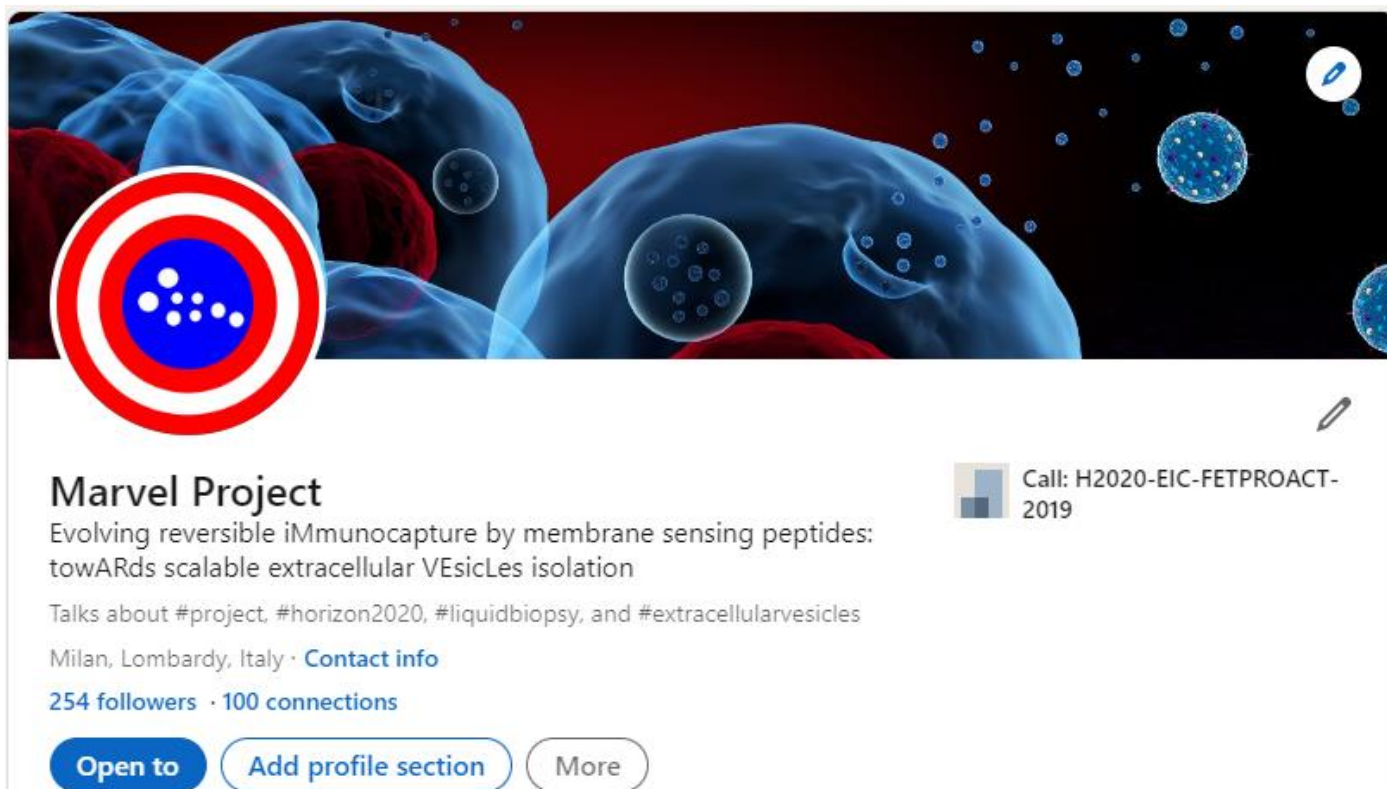 Marvel Project
Evolving reversible iMmunocapture by membrane sensing peptides:
towARds scalable extracellular VEsicLes isolation
Talks about #project, #horizon2020, #liquidbiopsy, and #extracellularvesicles
Milan, Lombardy, Italy · Contact info
254 followers · 100 connections
Open to
Add profile section
More
Call: H2020-EIC-FETPROACT-
2019